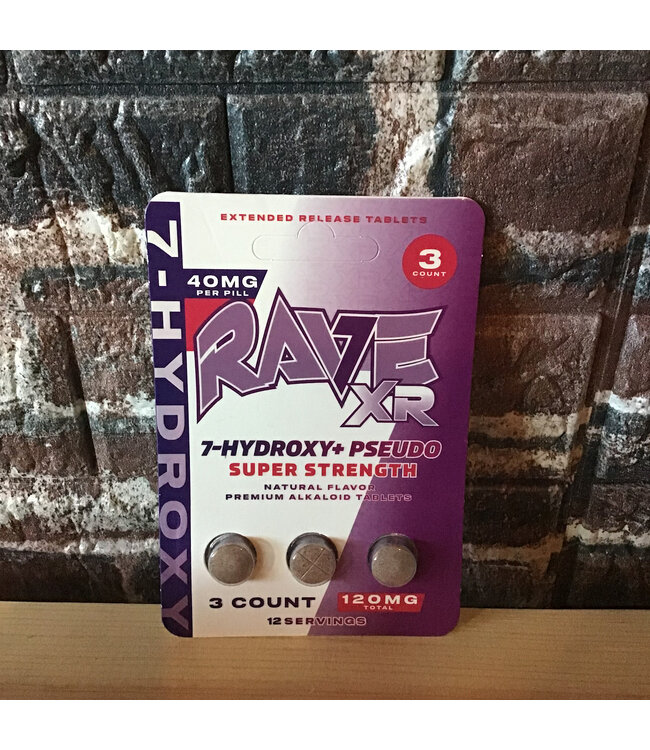 EXTENDED RELEASE TABLETS
3
COUNT
40MG
PER PILL
7-HYDROXY
RAVE
7
XR
7-HYDROXY+ PSEUDO
SUPER STRENGTH
NATURAL FLAVOR
PREMIUM ALKALOID TABLETS
3 COUNT
120MG
TOTAL
12 SERVINGS